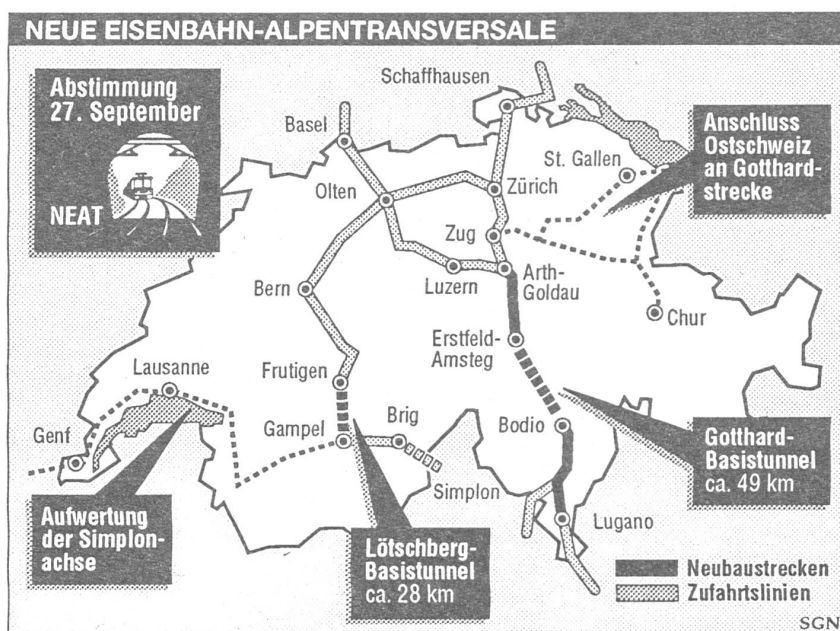 NEUE EISENBAHN-ALPENTRANSVERSALE
Abstimmung
27. September
NEAT
Schaffhausen
Basel
St. Gallen
Anschluss
Ostschweiz
an Gotthard-
strecke
Olten
Zürich
Zug
Luzern
Arth-
Goldau
Bern
Chur
Erstfeld-
Amsteg
Lausanne
Frutigen
Genf
Gampel
Brig
Bodio
Gotthard-
Basistunnel
ca. 49 km
Simplon
Aufwertung
der Simplon-
achse
Lugano
Lötschberg-
Basistunnel
ca. 28 km
Neubaustrecken
Zufahrtslinien
SGN